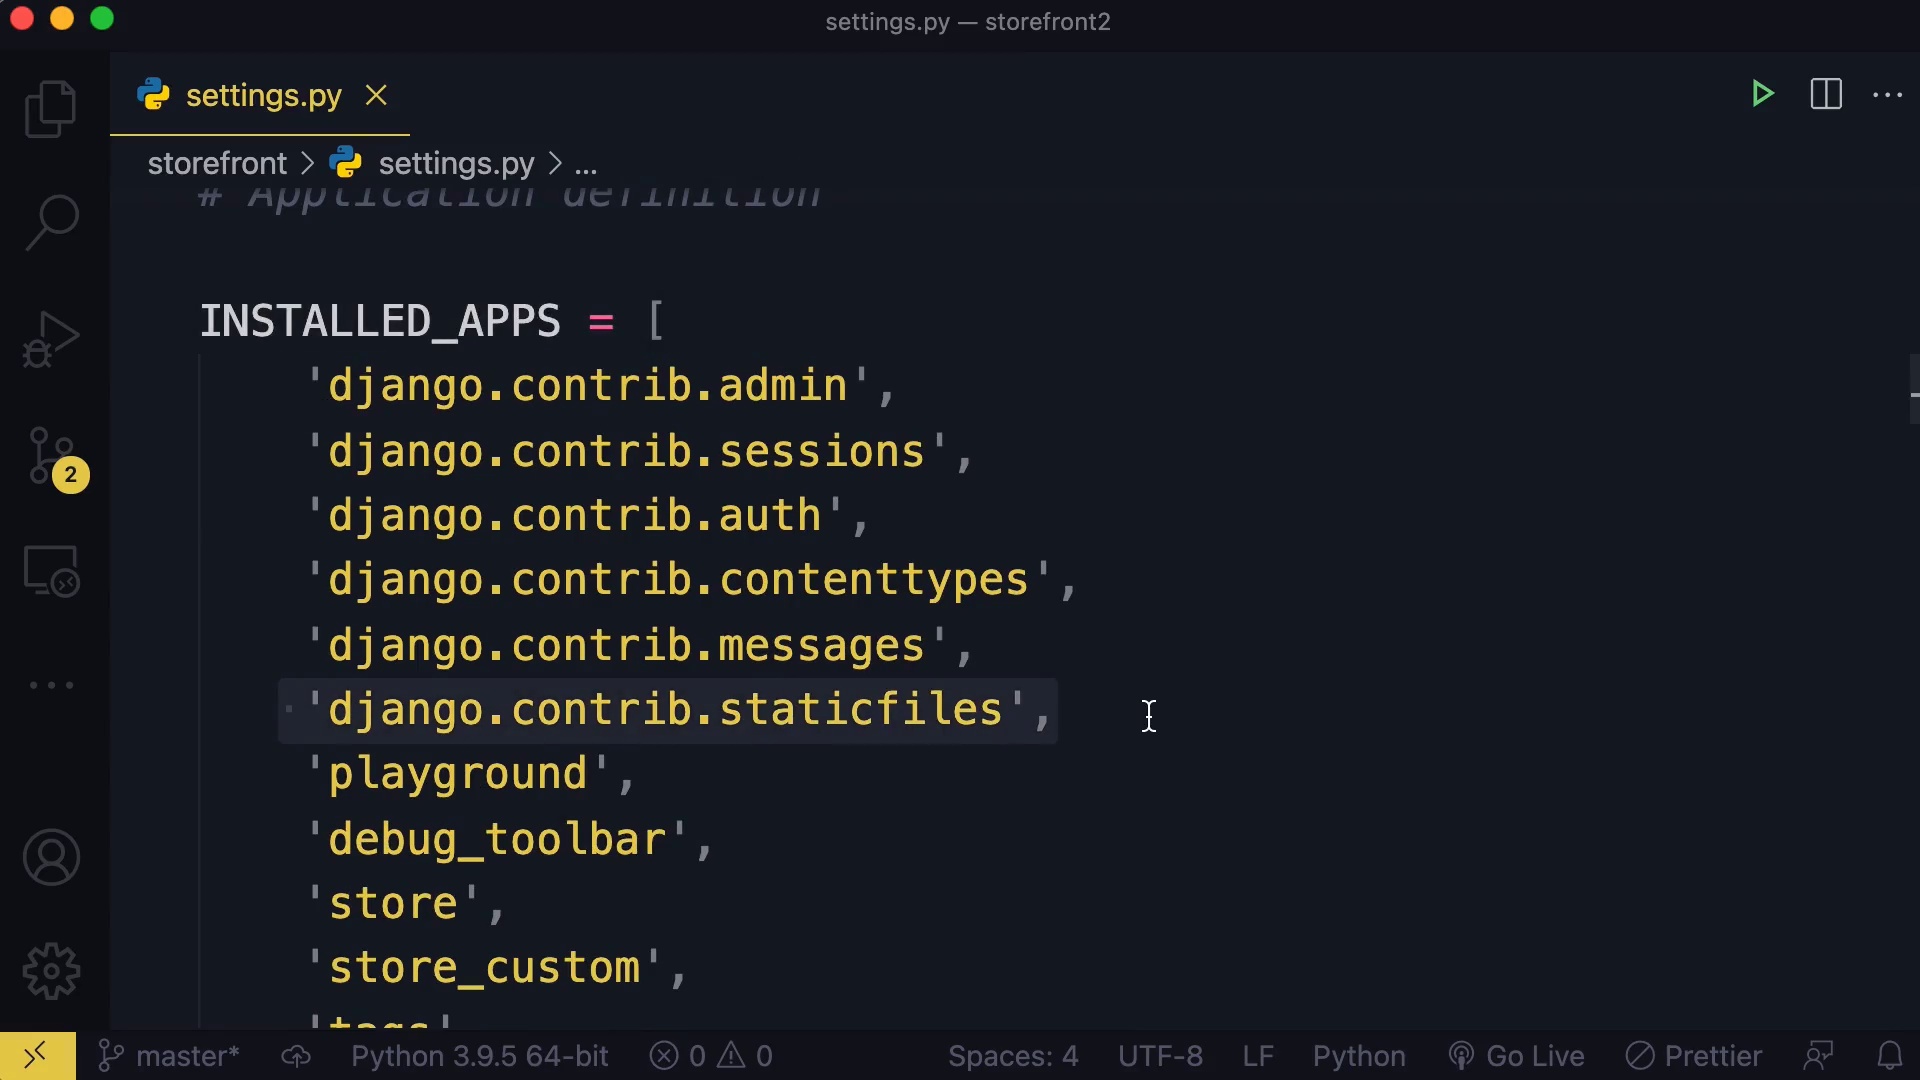 settings.py — storefront2
settings.py
storefront > settings.py > ...
# Application definition
INSTALLED_APPS = [
'django.contrib.admin',
'django.contrib.sessions',
'django.contrib.auth',
'django.contrib.contenttypes',
'django.contrib.messages',
'django.contrib.staticfiles',
'playground',
'debug_toolbar',
'store',
'store_custom',
'tags'
2
master* Python 3.9.5 64-bit 0 0 Spaces: 4 UTF-8 LF Python Go Live Prettier